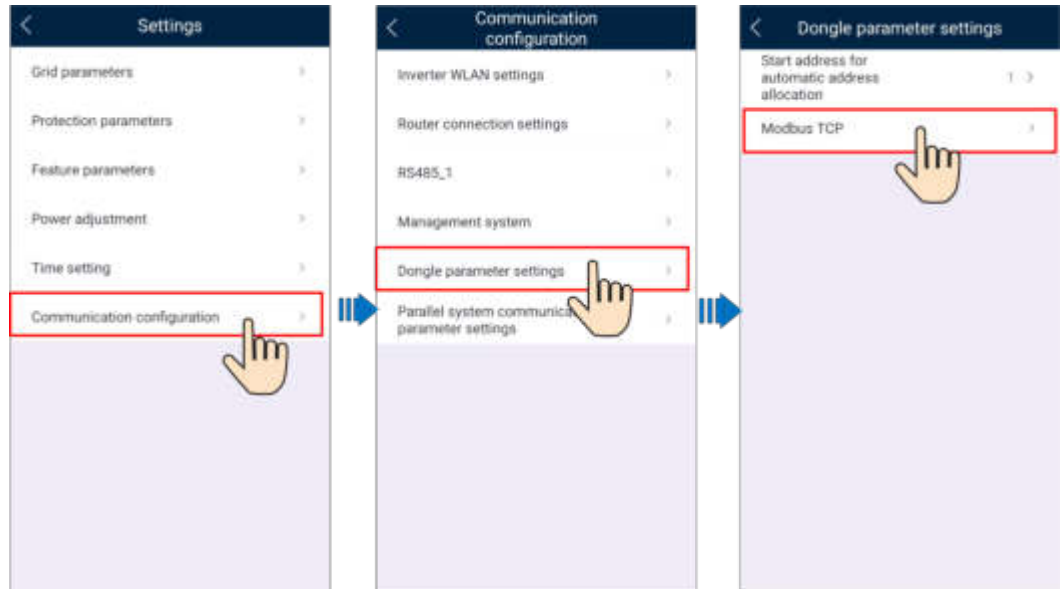 Settings
Grid parameters
Protection parameters
Feature parameters
Power adjustment
Time setting
Communication configuration
Communication
configuration
Inverter WLAN settings
Router connection settings
RS485_1
Management system
Dongle parameter settings
Parallel system communica
parameter settings
Dongle parameter settings
Start address for
automatic address
allocation
1
Modbus TCP